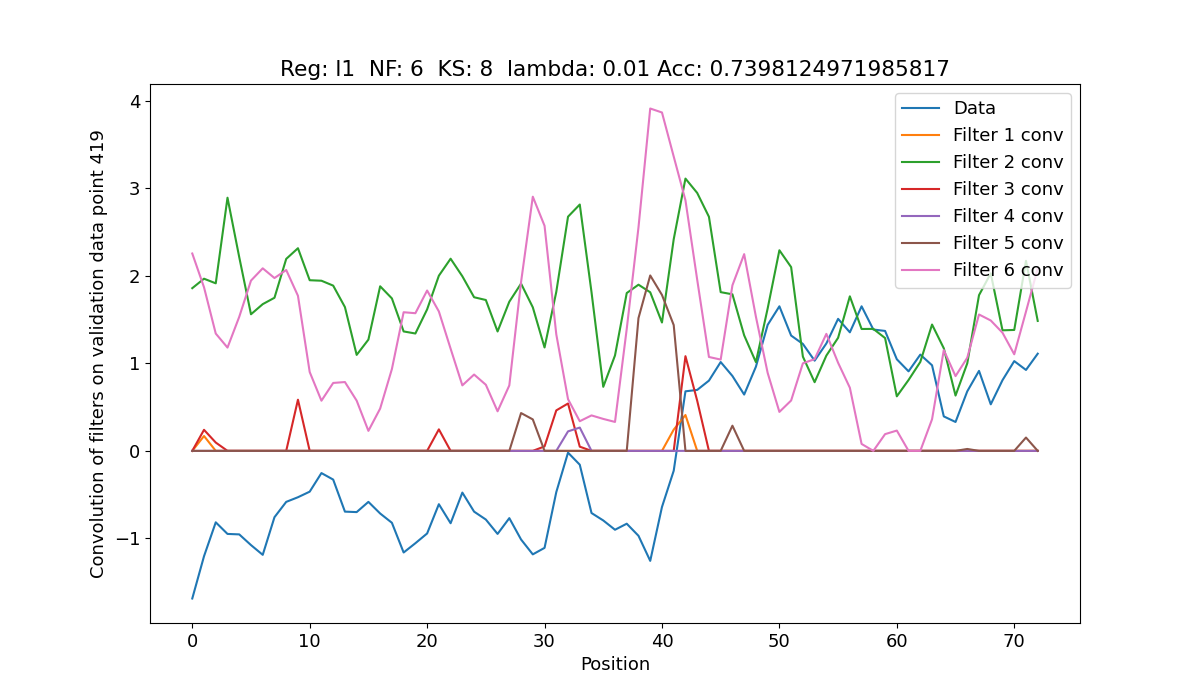 Reg: l1  NF: 6  KS: 8  lambda: 0.01 Acc: 0.7398124971985817
Convolution of filters on validation data point 419
4
3
2
1
0
−1
Data
Filter 1 conv
Filter 2 conv
Filter 3 conv
Filter 4 conv
Filter 5 conv
Filter 6 conv
0 10 20 30 40 50 60 70
Position